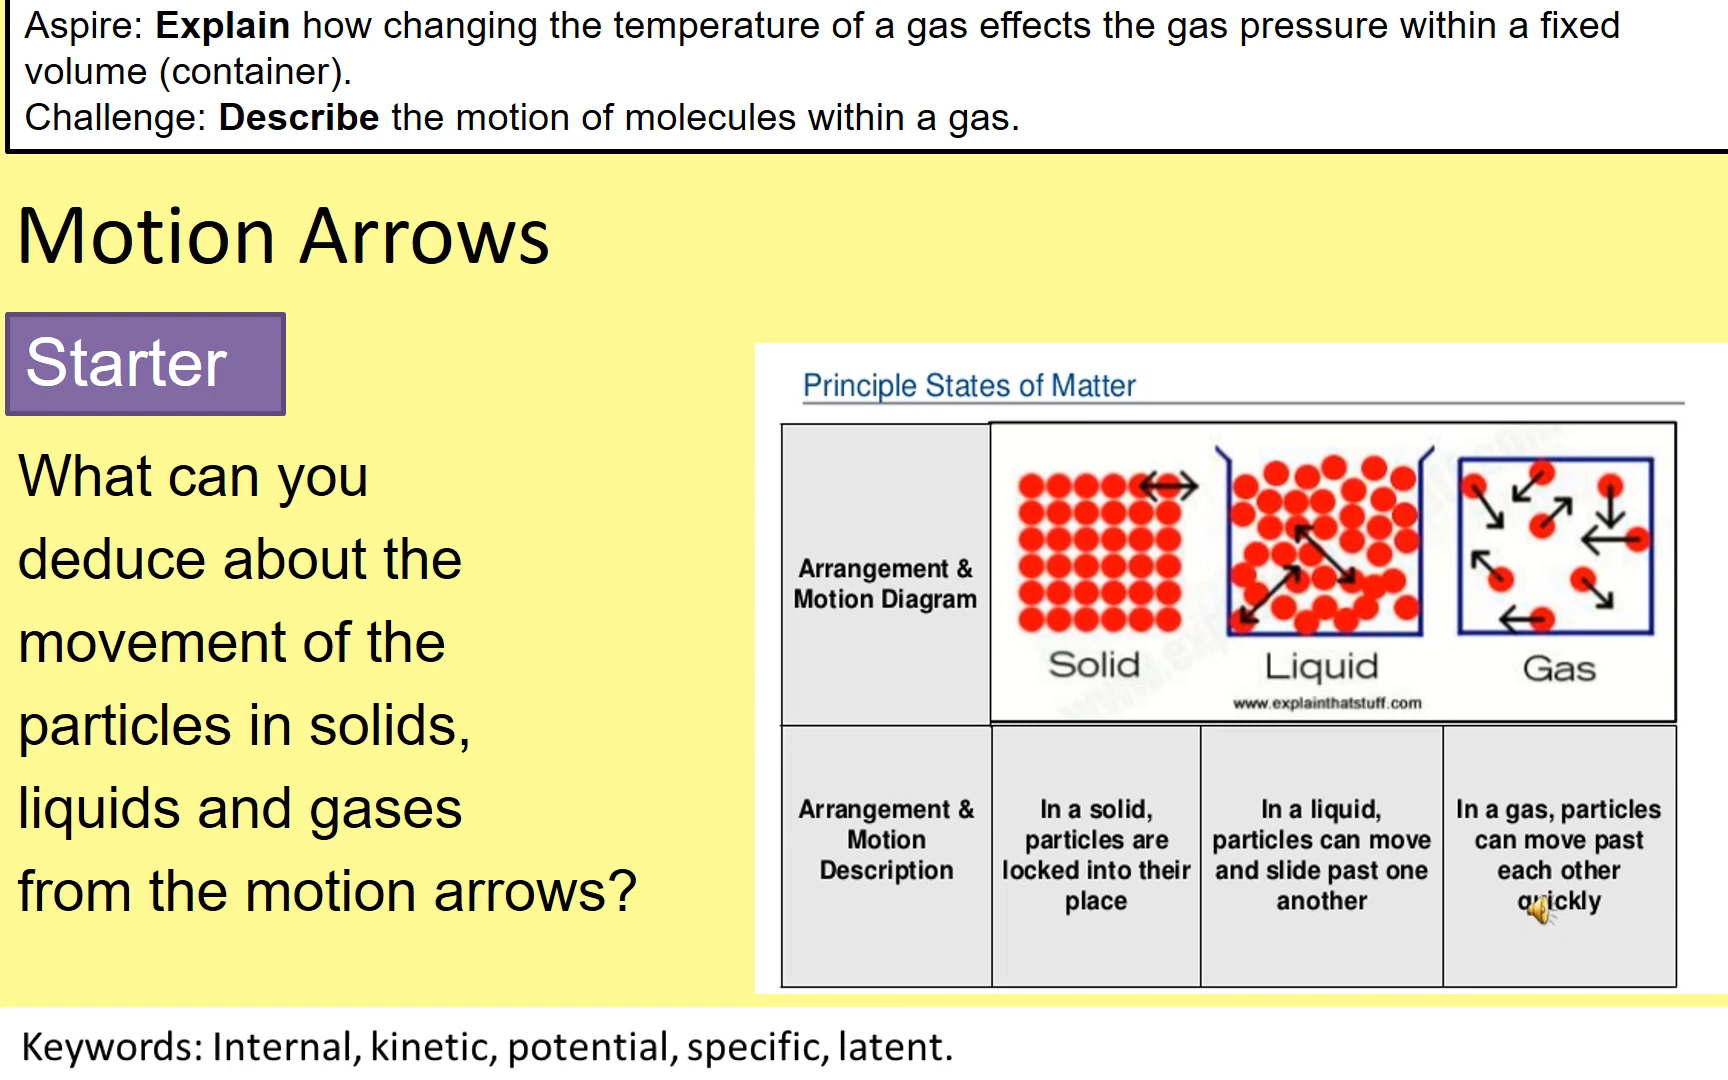 Aspire: Explain how changing the temperature of a gas effects the gas pressure within a fixed
volume (container).
Challenge: Describe the motion of molecules within a gas.
Motion Arrows
Starter
What can you
deduce about the
movement of the
particles in solids,
liquids and gases
from the motion arrows?
Principle States of Matter
Arrangement &
Motion Diagram
Solid
Liquid
Gas
www.explainthatstuff.com
Arrangement &
Motion
Description
In a solid,
particles are
locked into their
place
In a liquid,
particles can move
and slide past one
another
In a gas, particles
can move past
each other
quickly
Keywords: Internal, kinetic, potential, specific, latent.